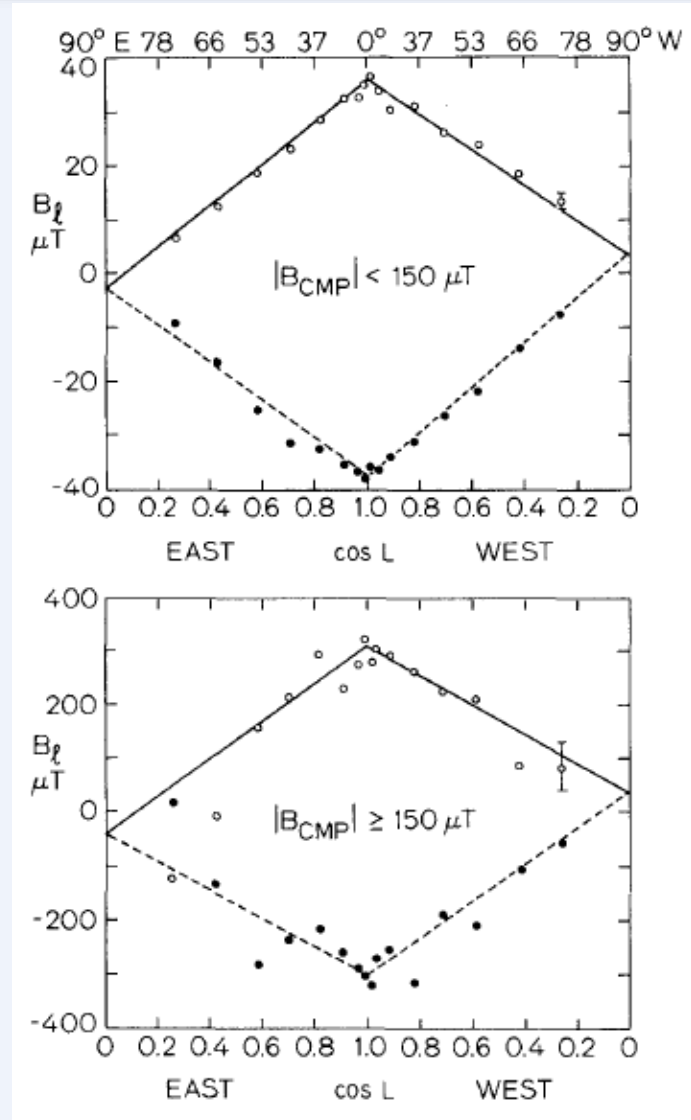 90° E 78 66 53 37 0° 37 53 66 78 90° W
40
20
B_ℓ
μT
0
|B_CMP| < 150 μT
-20
-40
0 0.2 0.4 0.6 0.8 1.0 0.8 0.6 0.4 0.2 0
EAST cos L WEST
400
200
B_ℓ
μT
0
|B_CMP| ≥ 150 μT
-200
-400
0 0.2 0.4 0.6 0.8 1.0 0.8 0.6 0.4 0.2 0
EAST cos L WEST